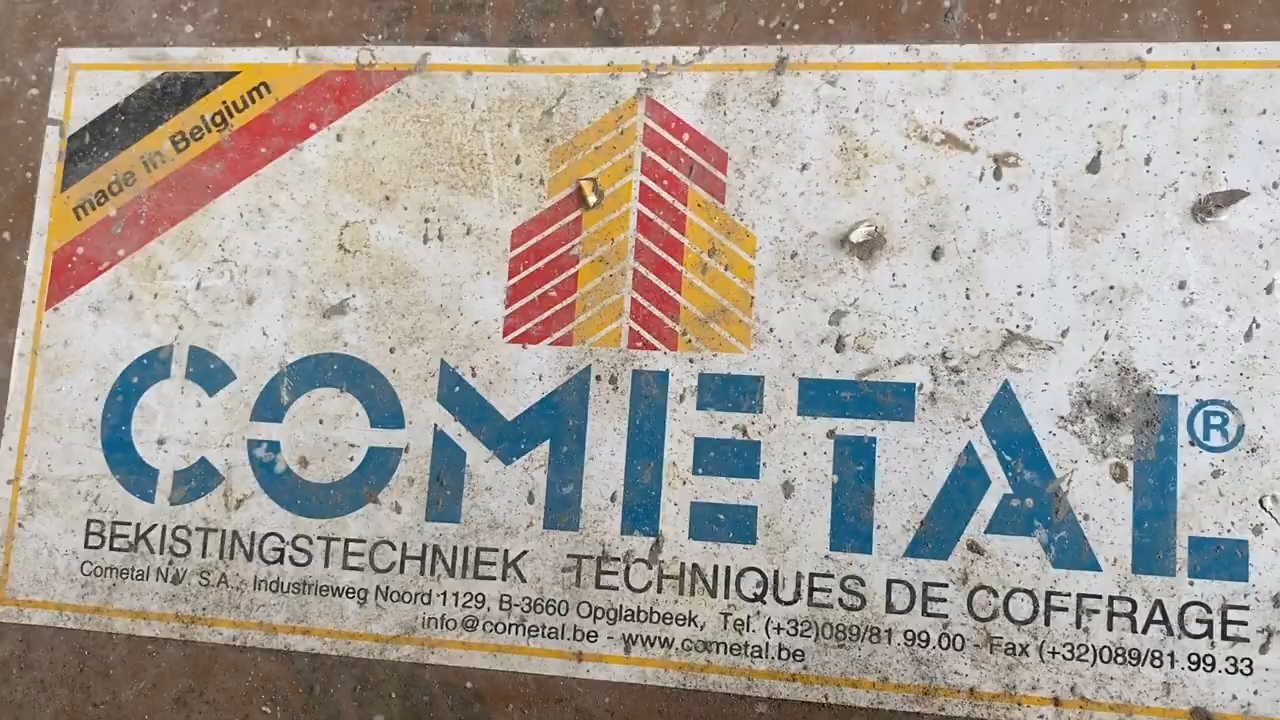 made in Belgium
COMETAL®
BEKISTINGSTECHNIEK TECHNIQUES DE COFFRAGE
Cometal N.V. S.A. - Industrieweg Noord 1129, B-3660 Opglabbeek, Tel. (+32)089/81.99.00 - Fax (+32)089/81.99.33
info@cometal.be - www.cometal.be